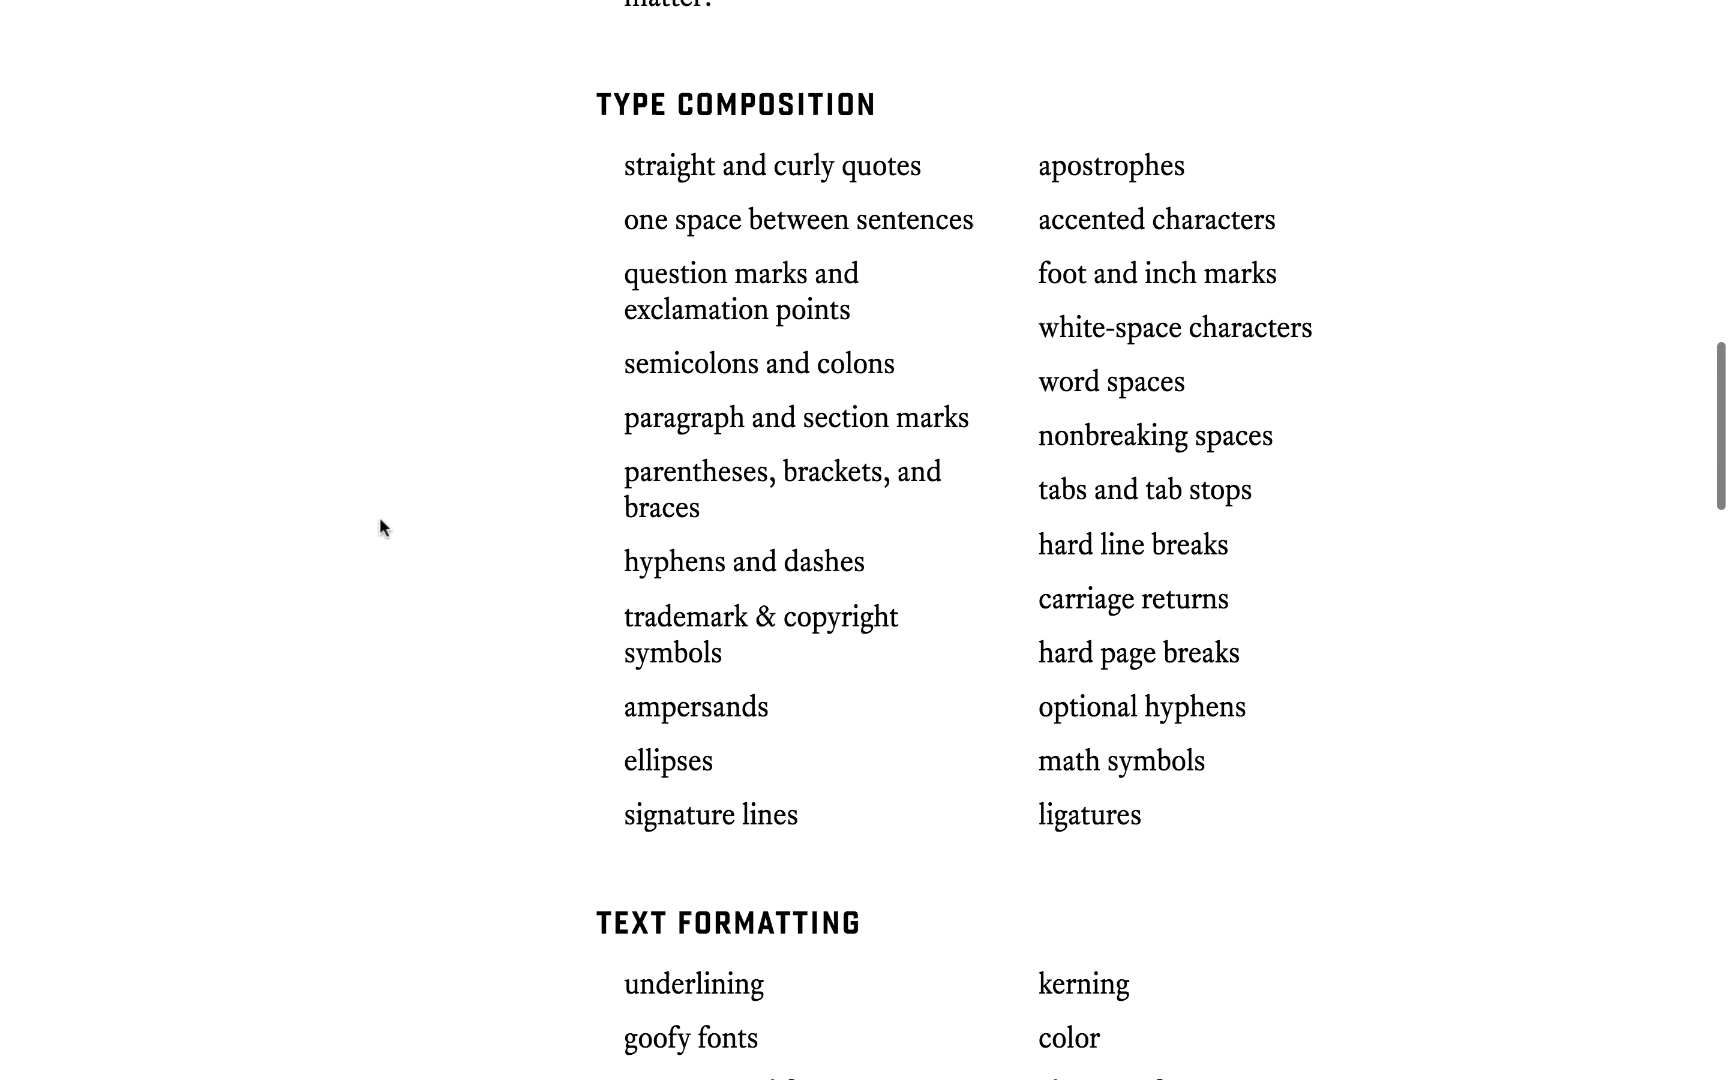 matter?
TYPE COMPOSITION
straight and curly quotes
one space between sentences
question marks and
exclamation points
semicolons and colons
paragraph and section marks
parentheses, brackets, and
braces
hyphens and dashes
trademark & copyright
symbols
ampersands
ellipses
signature lines
apostrophes
accented characters
foot and inch marks
white-space characters
word spaces
nonbreaking spaces
tabs and tab stops
hard line breaks
carriage returns
hard page breaks
optional hyphens
math symbols
ligatures
TEXT FORMATTING
underlining
goofy fonts
kerning
color